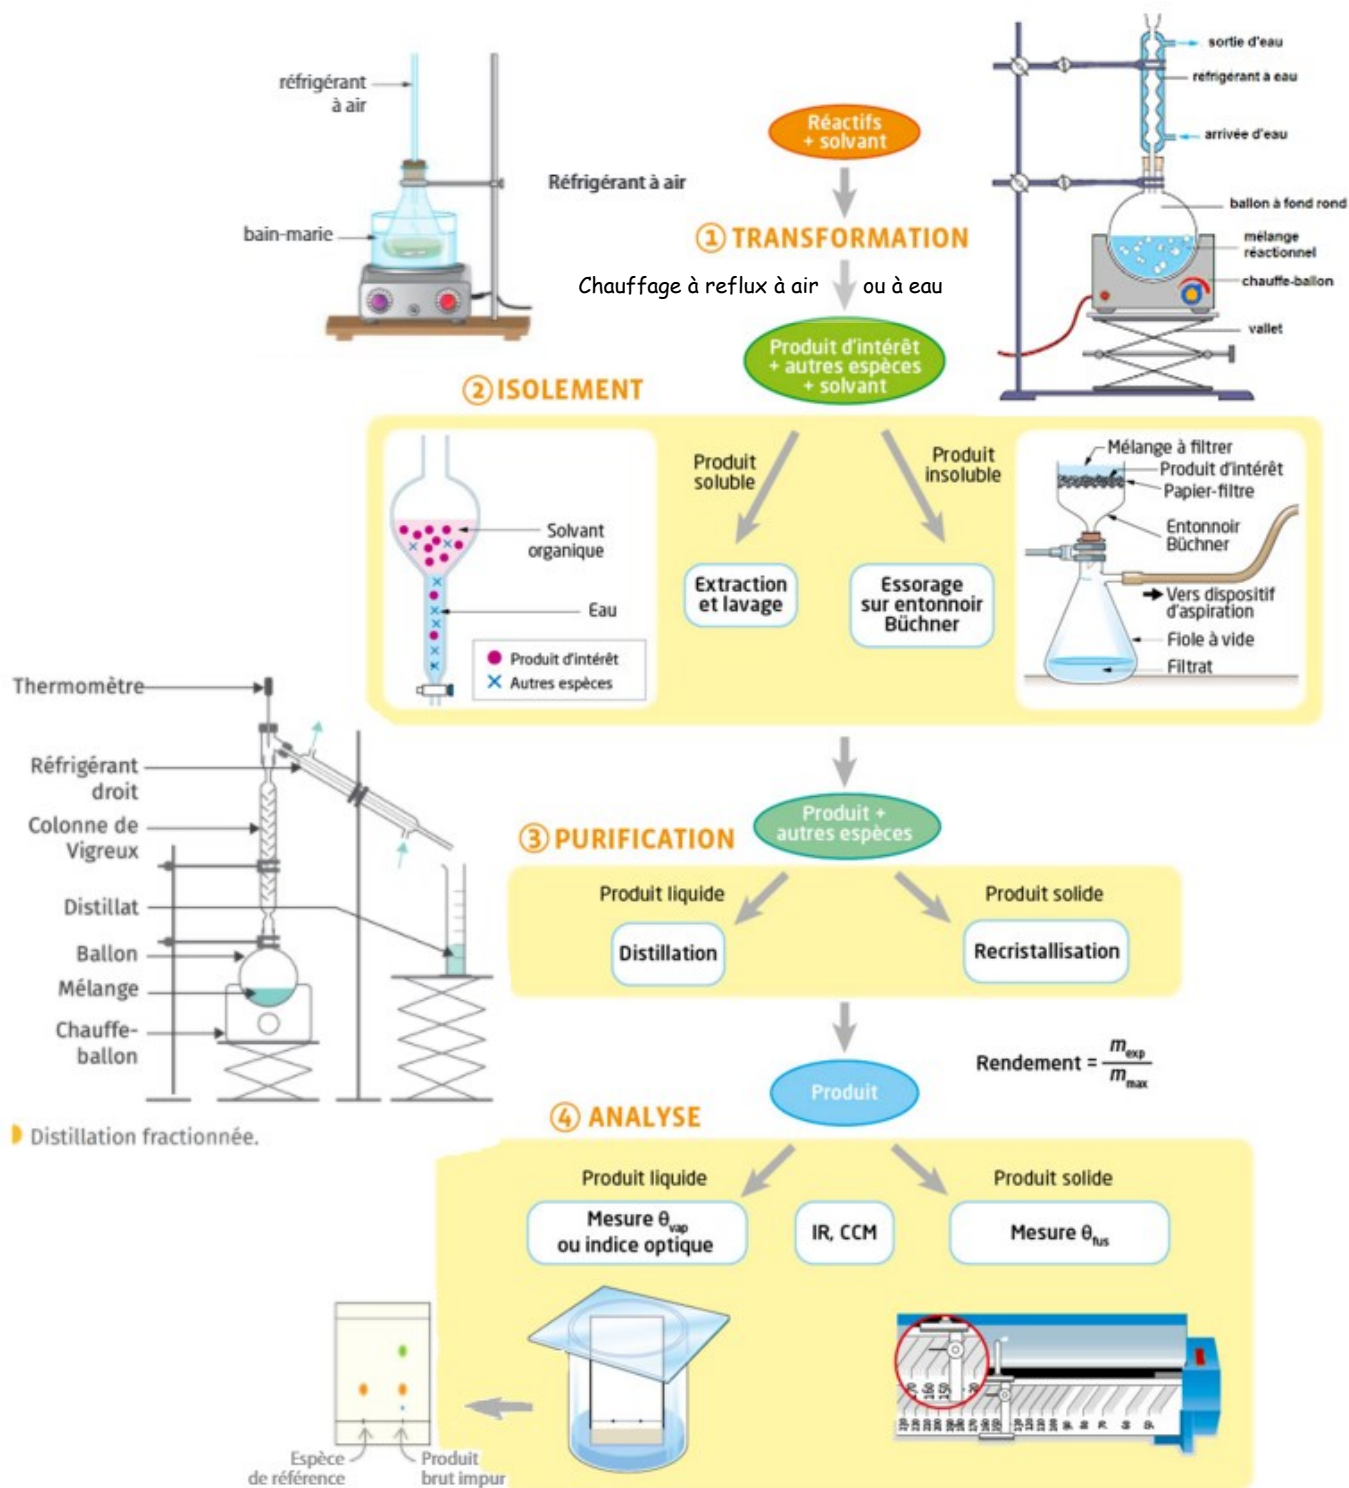 réfrigérant
à air
bain-marie
Réfrigérant à air
Réactifs
+ solvant
sortie d'eau
réfrigérant à eau
arrivée d'eau
ballon à fond rond
mélange
réactionnel
chauffe-ballon
vallet
① TRANSFORMATION
Chauffage à reflux à air ou à eau
Produit d'intérêt
+ autres espèces
+ solvant
② ISOLEMENT
Solvant
organique
Eau
Produit d'intérêt
Autres espèces
Produit
soluble
Produit
insoluble
Extraction
et lavage
Essorage
sur entonnoir
Büchner
Mélange à filtrer
Produit d'intérêt
Papier-filtre
Entonnoir
Büchner
Vers dispositif
d'aspiration
Fiole à vide
Filtrat
Thermomètre
Réfrigérant
droit
Colonne de
Vigreux
Distillat
Ballon
Mélange
Chauffe-
ballon
Distillation fractionnée.
Produit +
autres espèces
③ PURIFICATION
Produit liquide
Produit solide
Distillation
Recristallisation
Produit
Rendement = m exp / m max
④ ANALYSE
Produit liquide
Produit solide
Mesure θvap
ou indice optique
IR, CCM
Mesure θfus
Espèce
de référence
Produit
brut impur